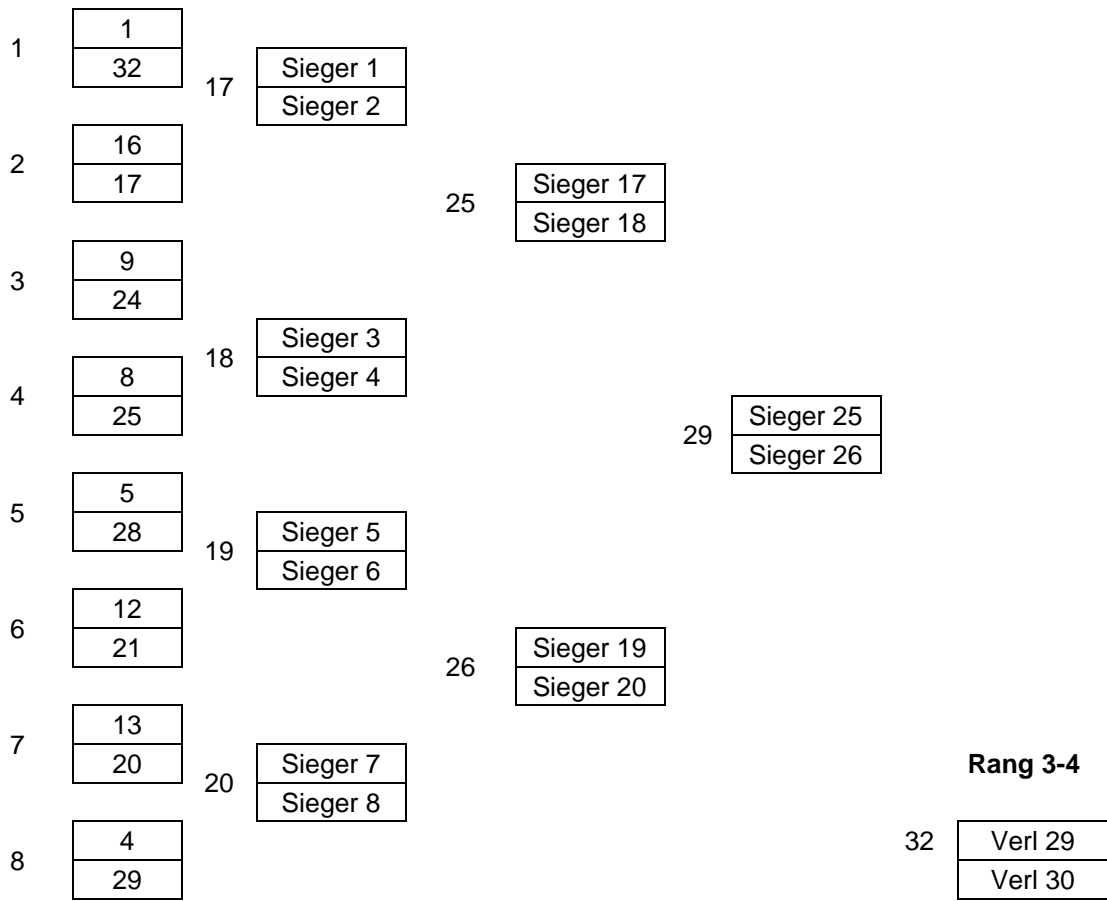 1
1
32
17
Sieger 1
Sieger 2
2
16
17
25
Sieger 17
Sieger 18
3
9
24
18
Sieger 3
Sieger 4
4
8
25
29
Sieger 25
Sieger 26
5
5
28
19
Sieger 5
Sieger 6
6
12
21
26
Sieger 19
Sieger 20
7
13
20
20
Sieger 7
Sieger 8
Rang 3-4
8
4
29
32
Verl 29
Verl 30